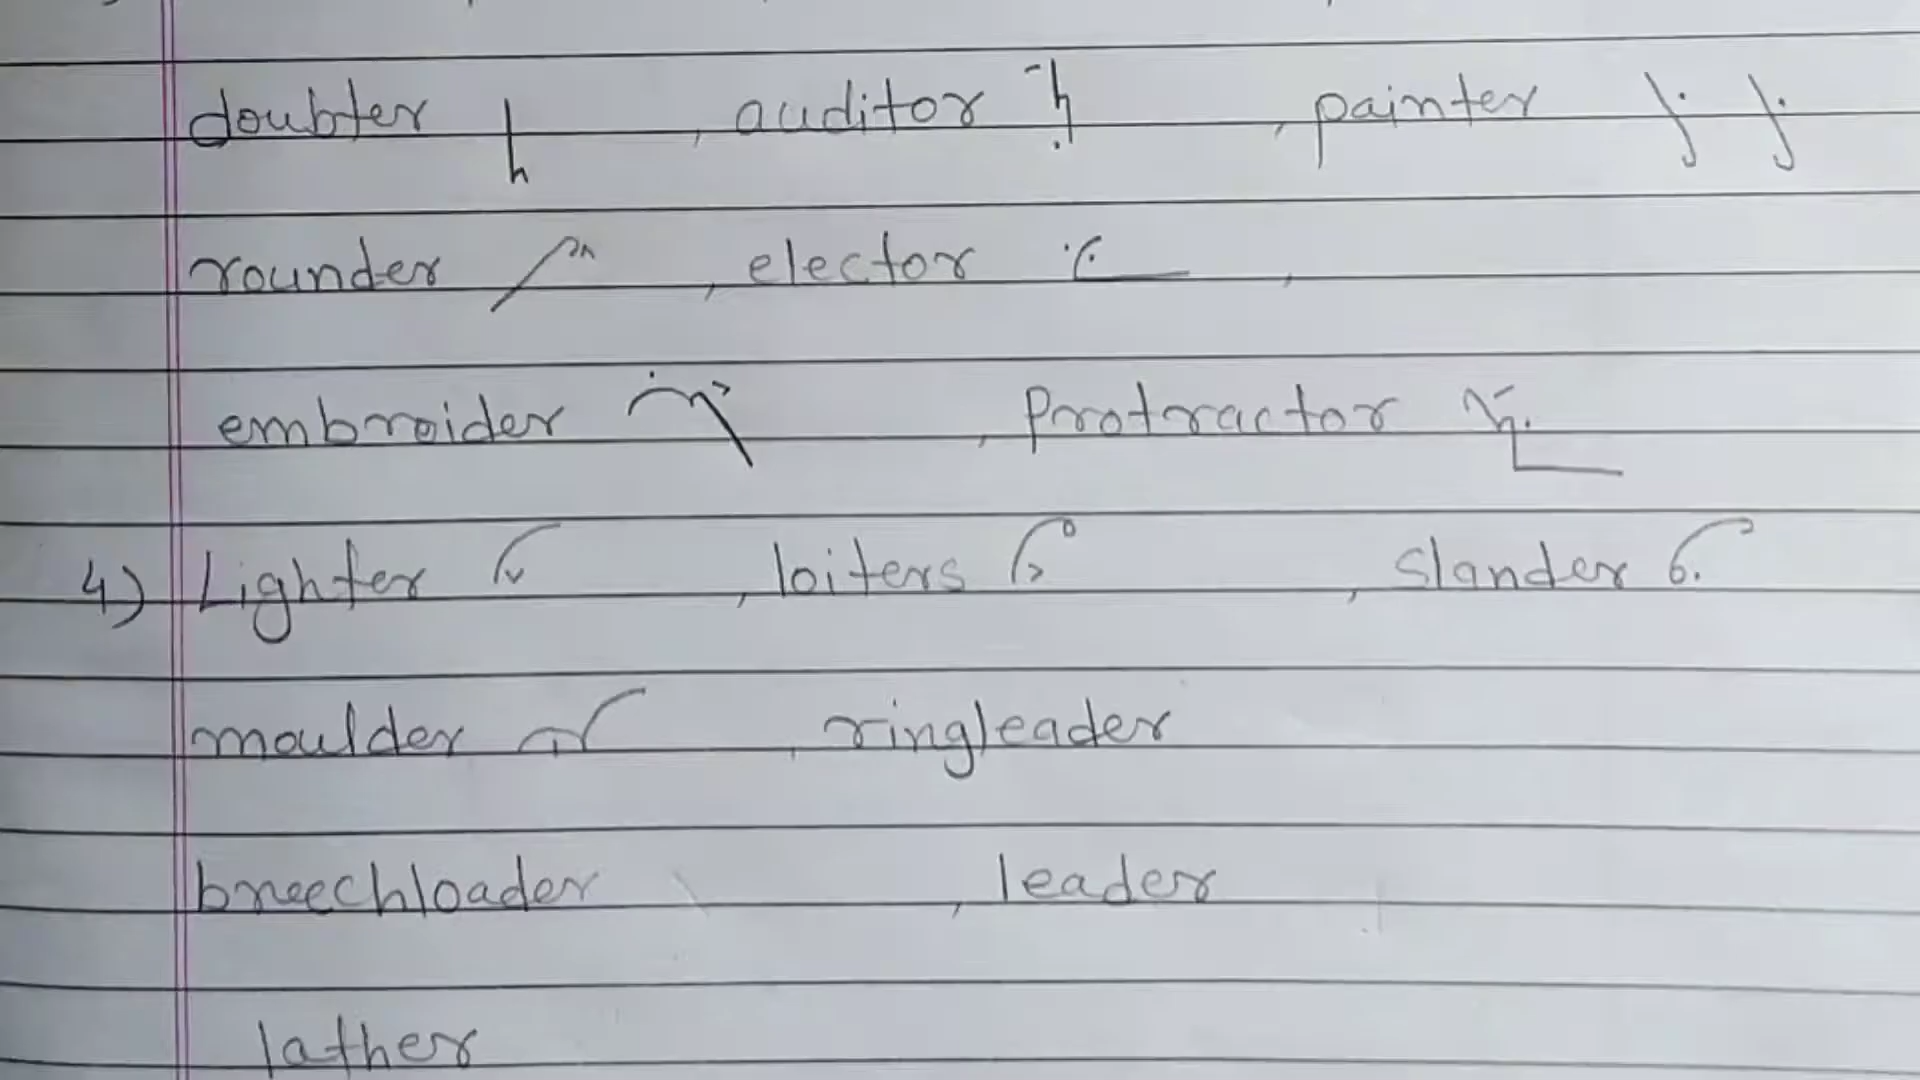 doubter , auditor , painter
rounder , elector ,
embroider , Protractor
4) Lighter , loiters , slander
moulder , ringleader
breechloader , leader
lather